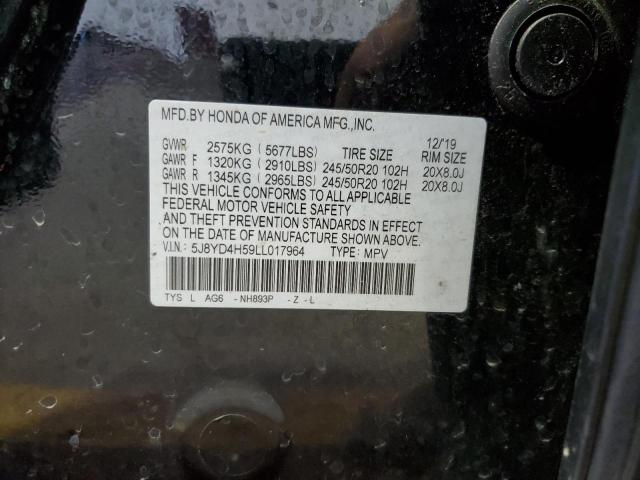 MFD.BY HONDA OF AMERICA MFG.,INC.
12/19
GVWR 2575KG (5677LBS) TIRE SIZE RIM SIZE
GAWR F 1320KG (2910LBS) 245/50R20 102H 20X8.0J
GAWR R 1345KG (2965LBS) 245/50R20 102H 20X8.0J
THIS VEHICLE CONFORMS TO ALL APPLICABLE
FEDERAL MOTOR VEHICLE SAFETY
AND THEFT PREVENTION STANDARDS IN EFFECT
ON THE DATE OF MANUFACTURE SHOWN ABOVE.
V.I.N.: 5J8YD4H59LL017964 TYPE: MPV
TYS L AG6 -NH893P -Z -L